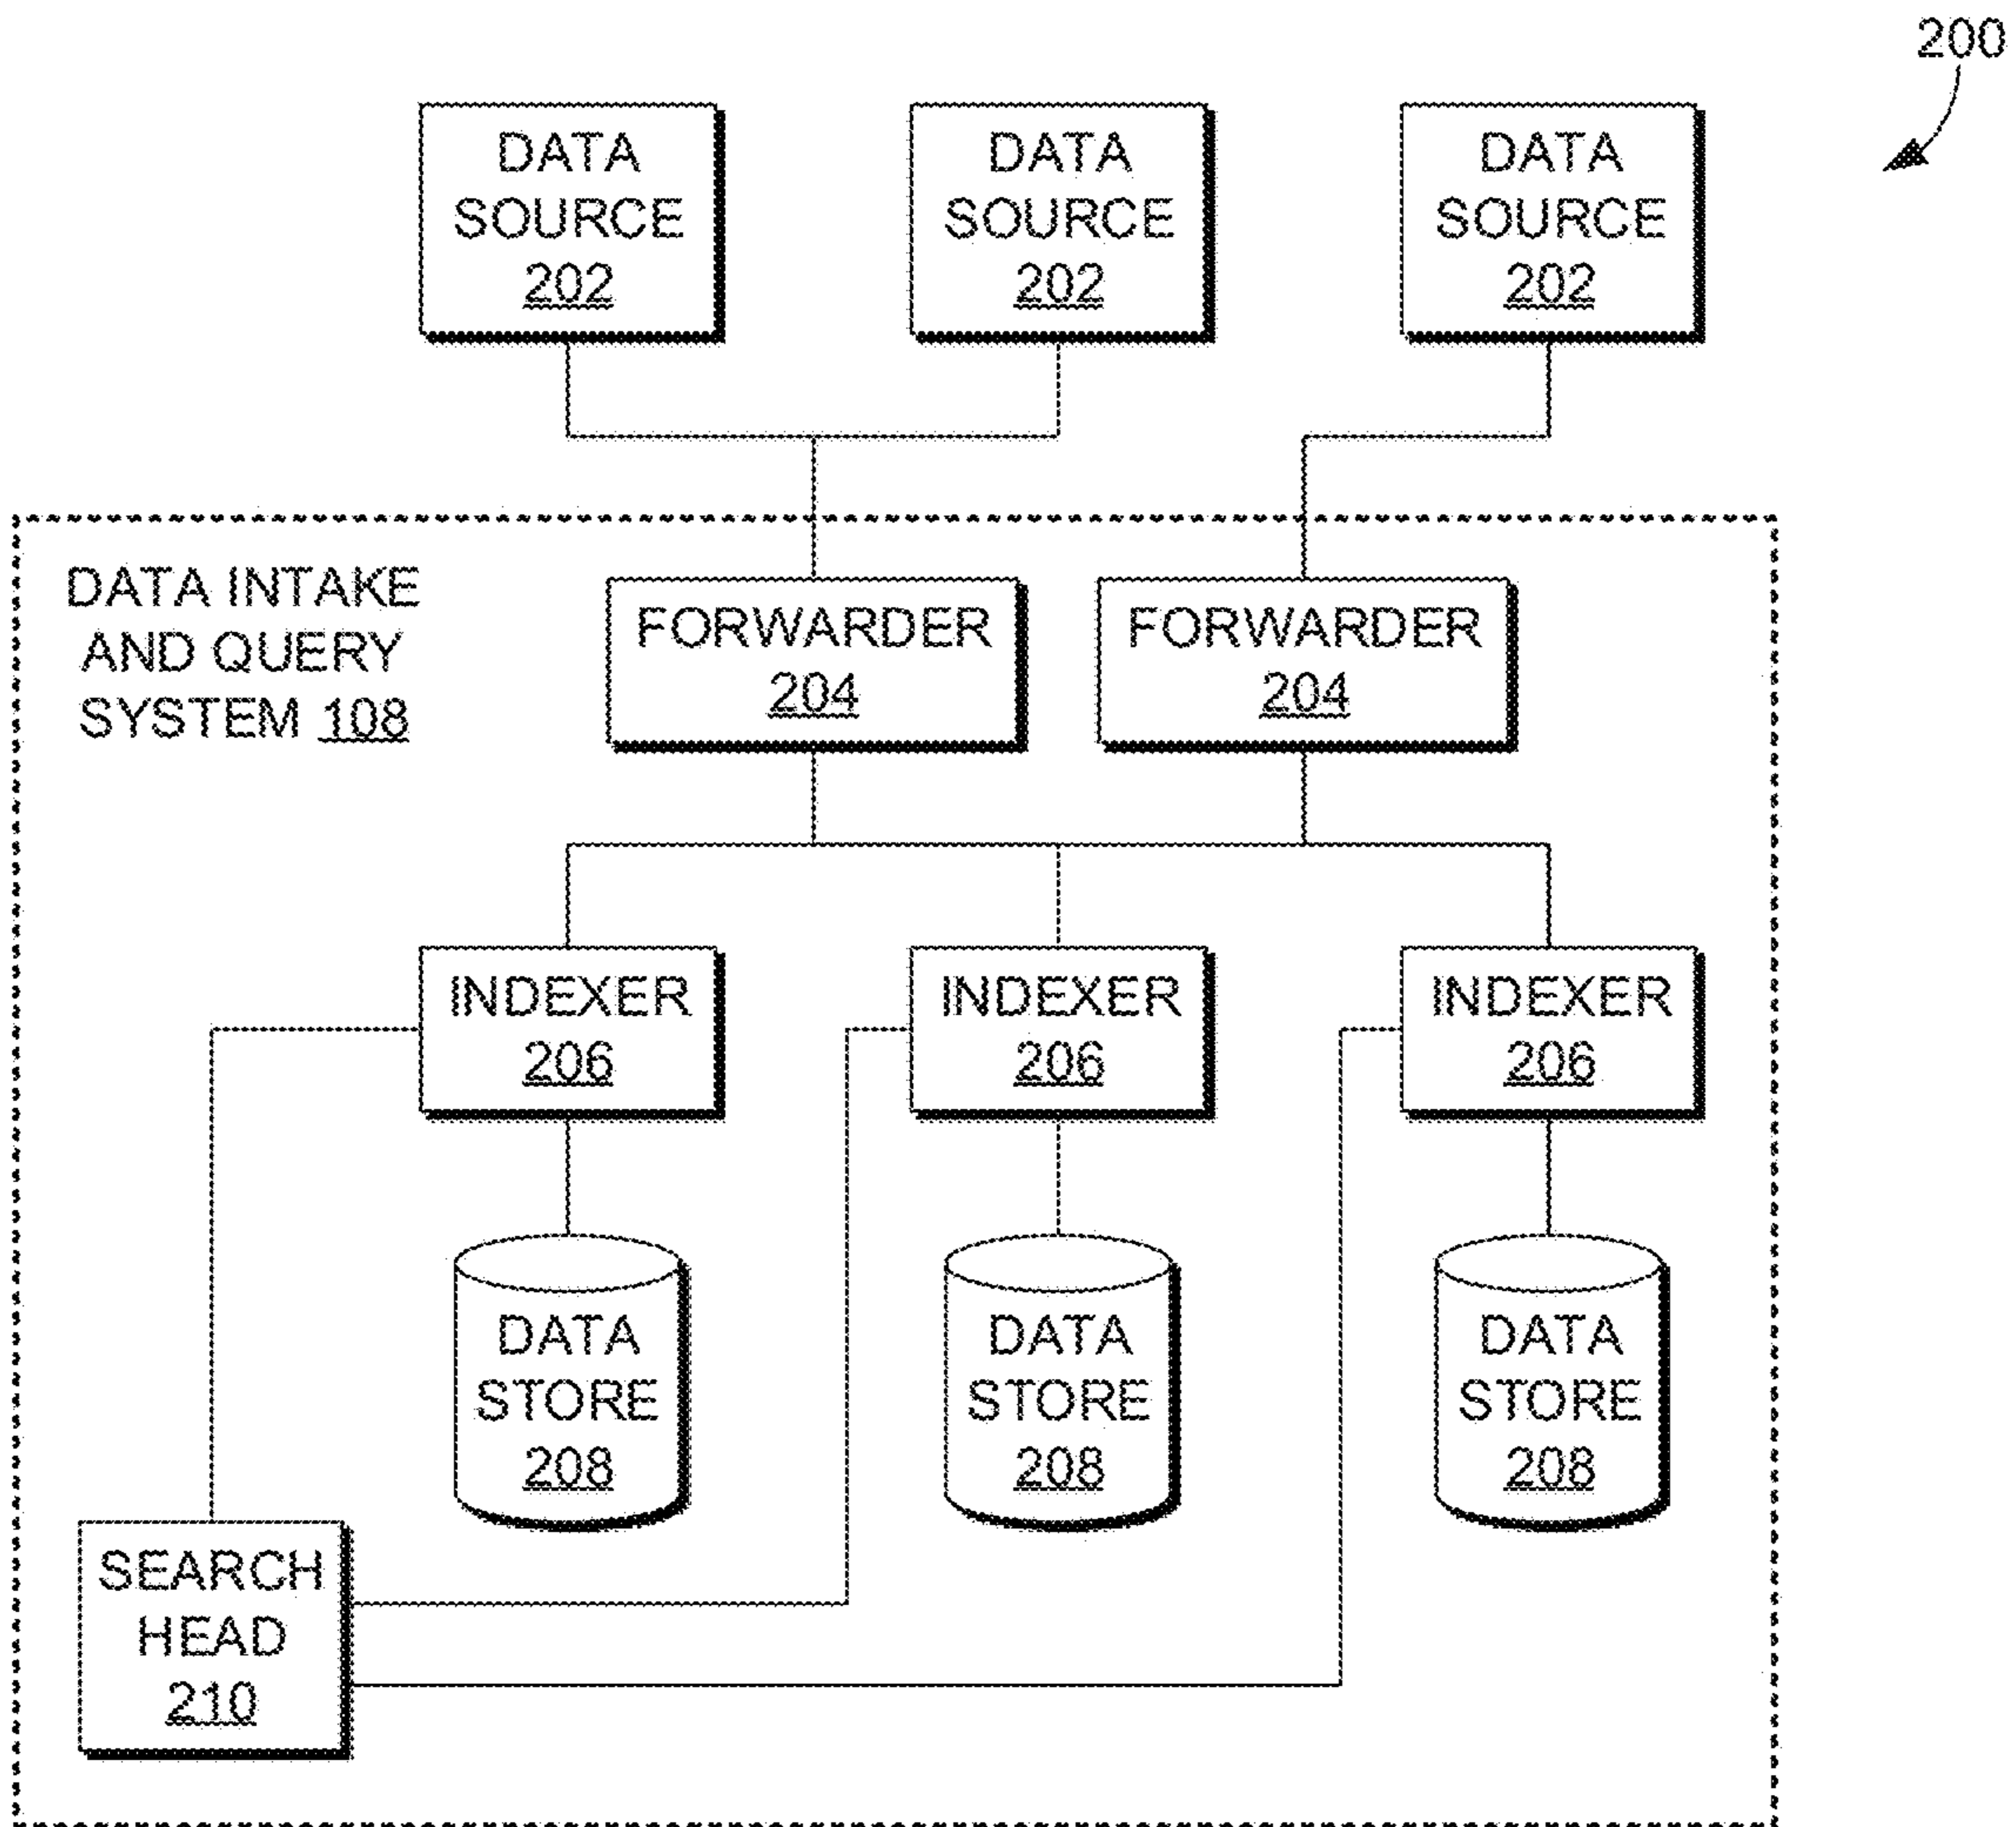 200
DATA
SOURCE
202
DATA
SOURCE
202
DATA
SOURCE
202
DATA INTAKE
AND QUERY
SYSTEM 108
FORWARDER
204
FORWARDER
204
INDEXER
206
INDEXER
206
INDEXER
206
DATA
STORE
208
DATA
STORE
208
DATA
STORE
208
SEARCH
HEAD
210